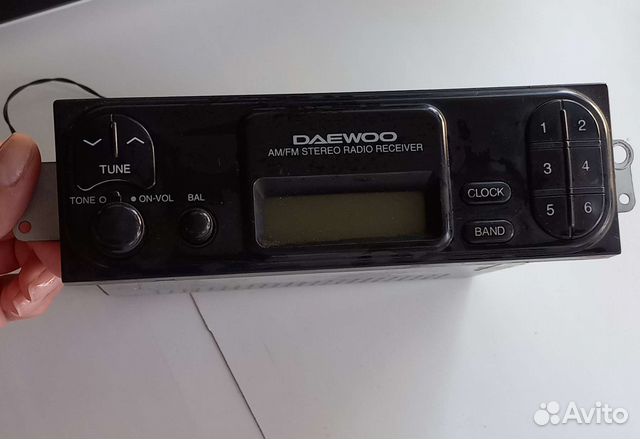 DAEWOO
AM/FM STEREO RADIO RECEIVER
TUNE
TONE ON-VOL
BAL
CLOCK
BAND
1 2
3 4
5 6
Avito